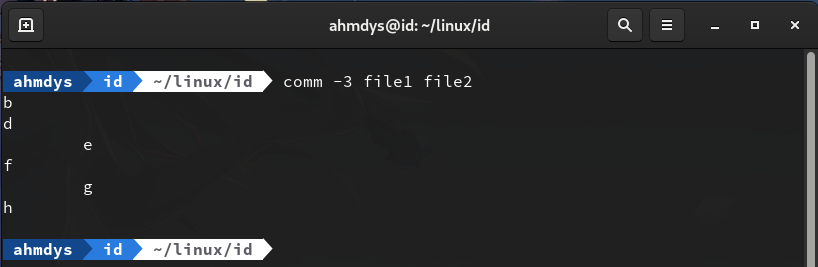 ahmdys@id: ~/linux/id
ahmdys id ~/linux/id comm -3 file1 file2
b
d
        e
f
        g
h
ahmdys id ~/linux/id